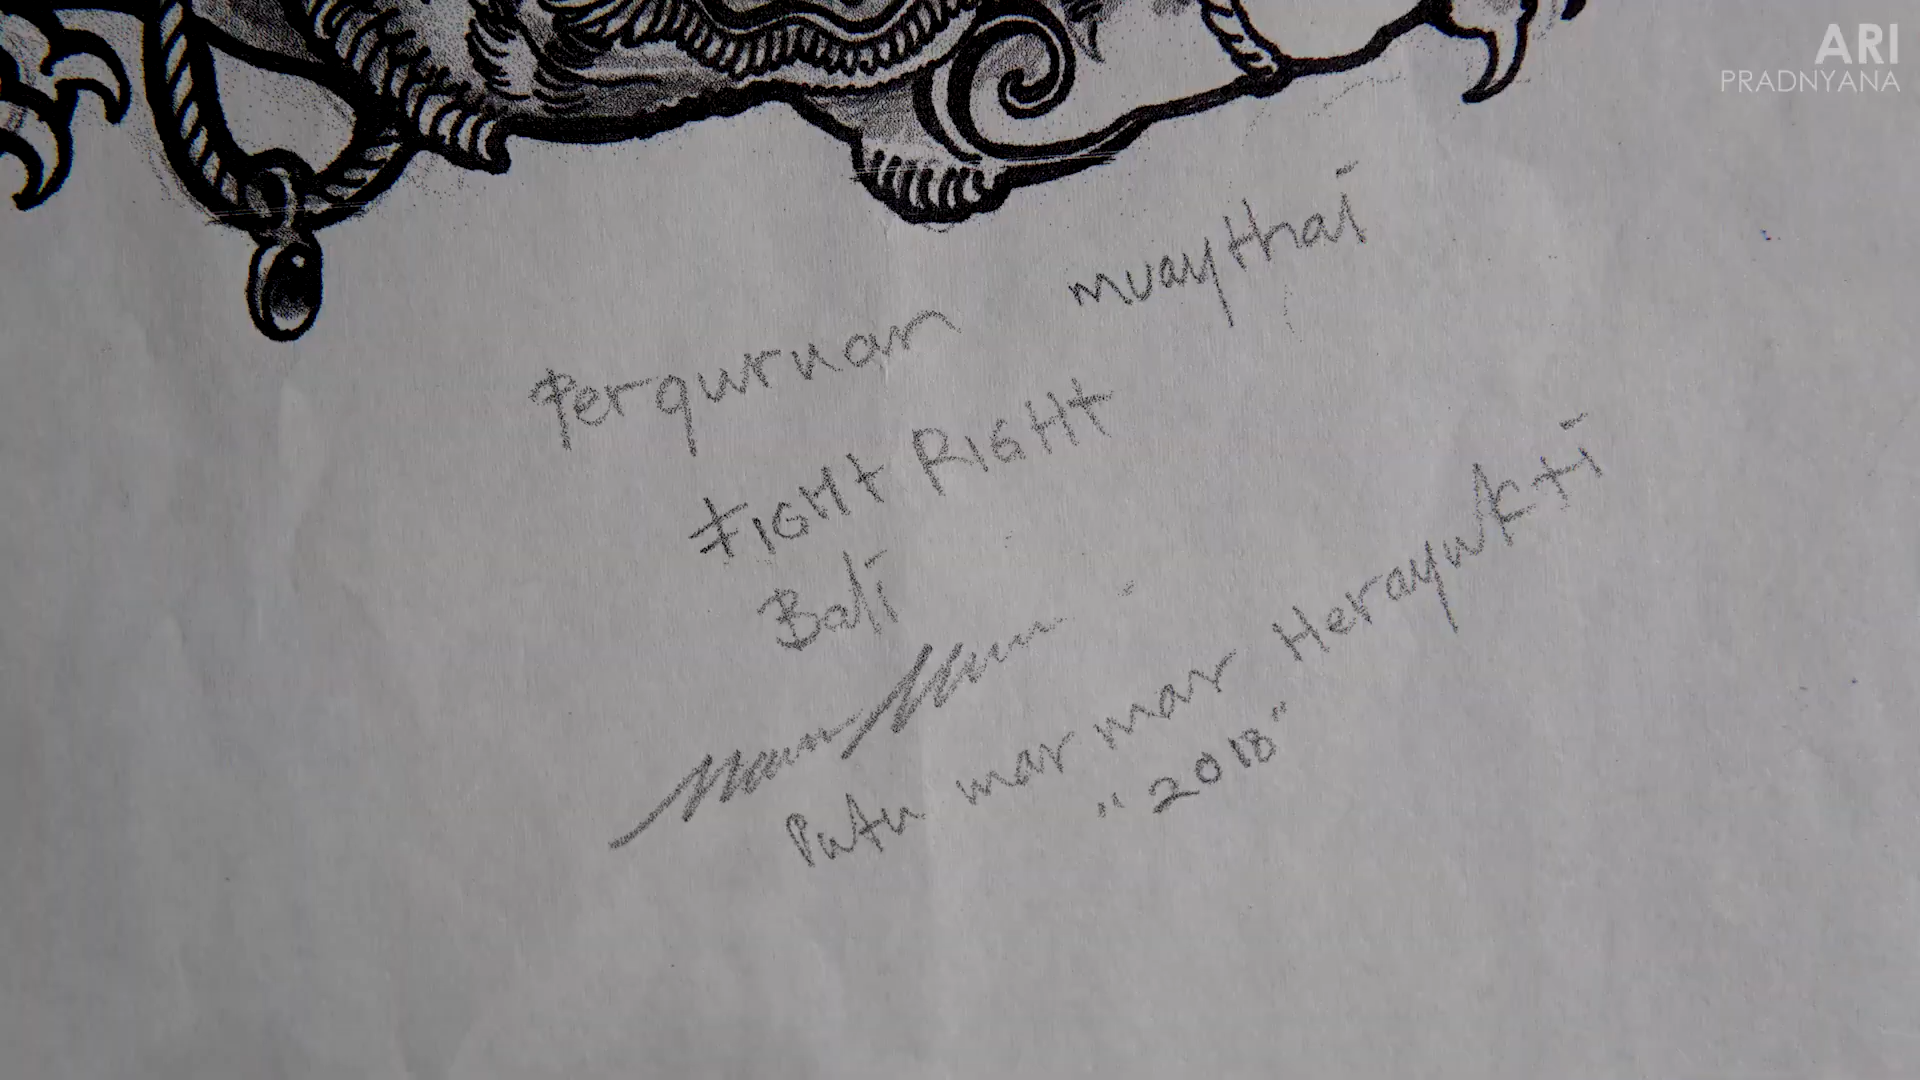 ARI
PRADNYANA
Perguruan muaythai
FIGHT RIGHT
Bali
Putu mar mar Herayukti
"2018"